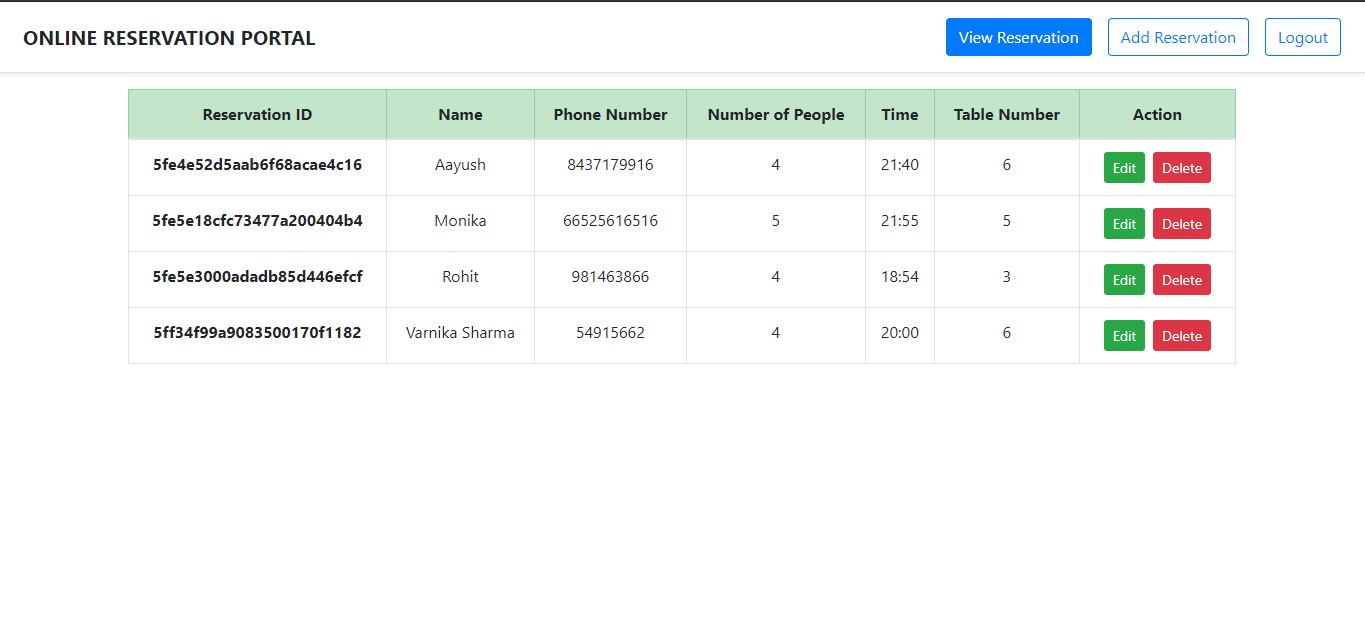 ONLINE RESERVATION PORTAL View Reservation Add Reservation Logout
Reservation ID Name Phone Number Number of People Time Table Number Action
5fe4e52d5aab6f68acae4c16 Aayush 8437179916 4 21:40 6 Edit Delete
5fe5e18cfc73477a200404b4 Monika 66525616516 5 21:55 5 Edit Delete
5fe5e3000adadb85d446efcf Rohit 981463866 4 18:54 3 Edit Delete
5ff34f99a9083500170f1182 Varnika Sharma 54915662 4 20:00 6 Edit Delete